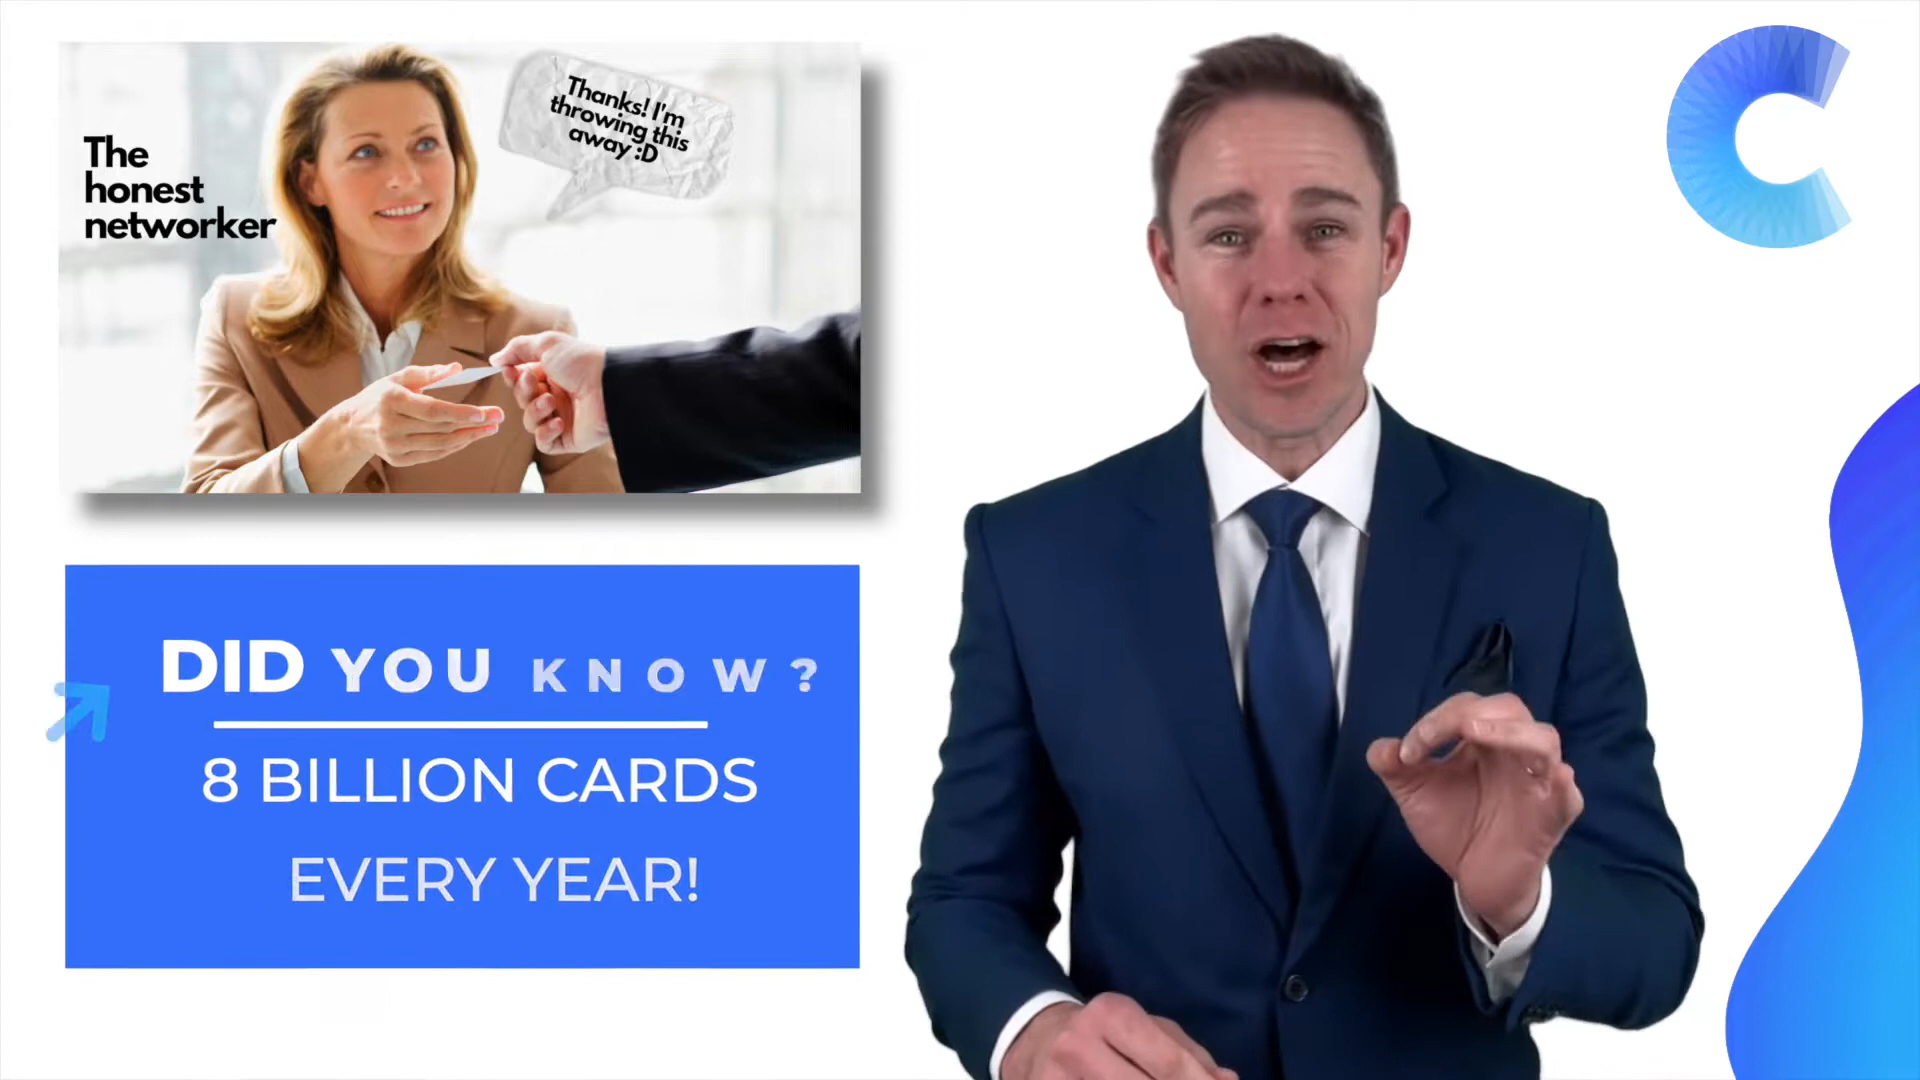 The
honest
networker
Thanks! I'm
throwing this
away :D
DID YOU KNOW?
8 BILLION CARDS
EVERY YEAR!